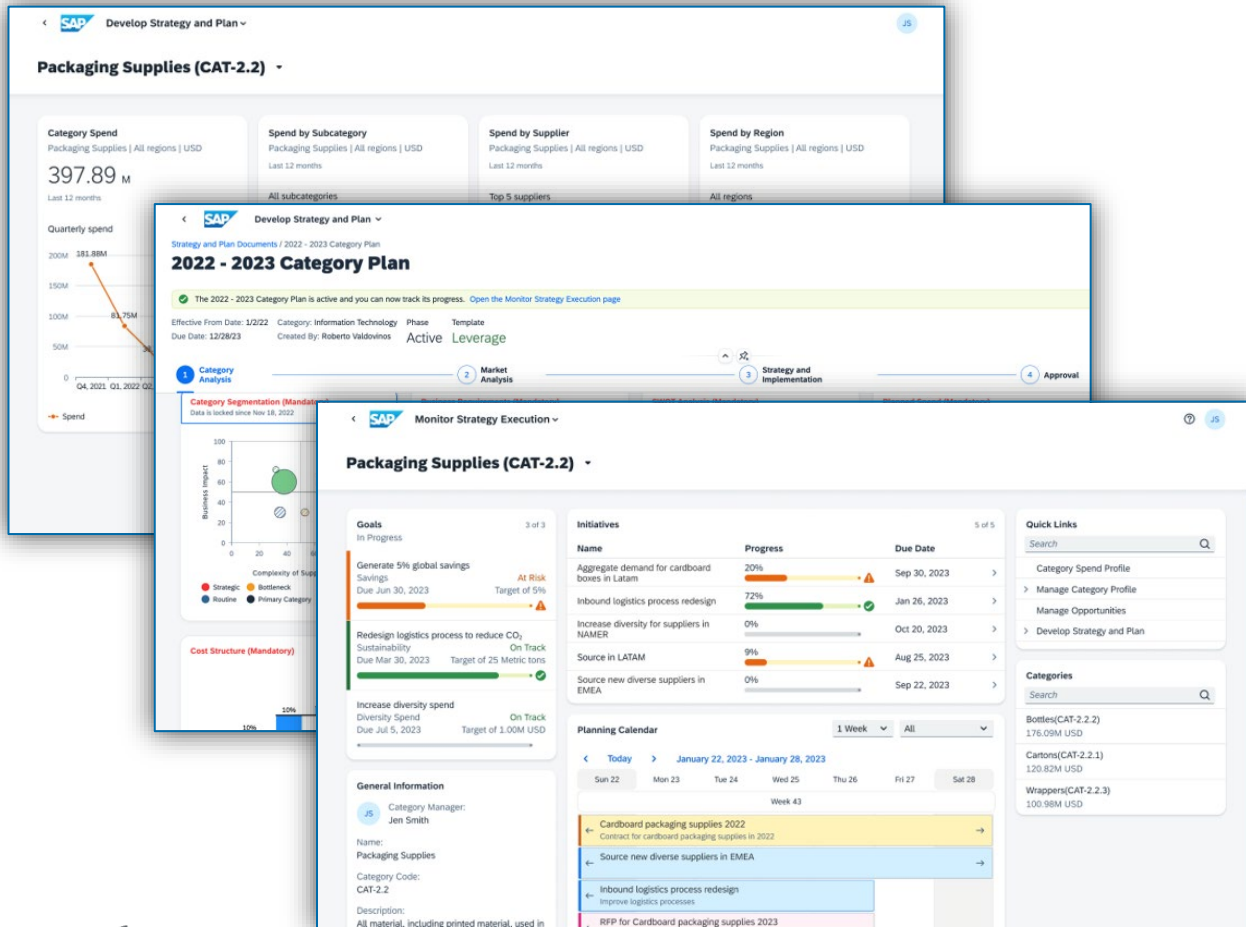 SAP Develop Strategy and Plan
JS
Packaging Supplies (CAT-2.2)
Category Spend
Packaging Supplies | All regions | USD
397.89 M
Last 12 months
Quarterly spend
200M
181.88M
150M
100M
81.75M
50M
0
Q4, 2021 Q1, 2022
Spend
Spend by Subcategory
Packaging Supplies | All regions | USD
Last 12 months
All subcategories
Spend by Supplier
Packaging Supplies | All regions | USD
Last 12 months
Top 5 suppliers
Spend by Region
Packaging Supplies | All regions | USD
Last 12 months
All regions
SAP Develop Strategy and Plan
Strategy and Plan Documents / 2022 - 2023 Category Plan
2022 - 2023 Category Plan
The 2022 - 2023 Category Plan is active and you can now track its progress. Open the Monitor Strategy Execution page
Effective From Date: 1/2/22 Category: Information Technology Phase Template
Due Date: 12/28/23 Created By: Roberto Valdovinos Active Leverage
1 Category Analysis
2 Market Analysis
3 Strategy and Implementation
4 Approval
Category Segmentation
Data is locked since Nov 18, 2022
Business Impact
100
80
60
40
20
0
0 20 40
Complexity of
Strategic Bottleneck
Routine Primary Category
Cost Structure (Mandatory)
10%
10%
SAP Monitor Strategy Execution
JS
Packaging Supplies (CAT-2.2)
Goals 3 of 3
In Progress
Generate 5% global savings
Savings At Risk
Due Jun 30, 2023 Target of 5%
Redesign logistics process to reduce CO₂
Sustainability On Track
Due Mar 30, 2023 Target of 25 Metric tons
Increase diversity spend
Diversity Spend On Track
Due Jul 5, 2023 Target of 1.00M USD
General Information
JS
Category Manager:
Jen Smith
Name:
Packaging Supplies
Category Code:
CAT-2.2
Description:
All material, including printed material, used in
Initiatives 5 of 5
Name Progress Due Date
Aggregate demand for cardboard boxes in Latam 20% Sep 30, 2023
Inbound logistics process redesign 72% Jan 26, 2023
Increase diversity for suppliers in NAMER 0% Oct 20, 2023
Source in LATAM 9% Aug 25, 2023
Source new diverse suppliers in EMEA 0% Sep 22, 2023
Planning Calendar 1 Week All
Today January 22, 2023 - January 28, 2023
Sun 22 Mon 23 Tue 24 Wed 25 Thu 26 Fri 27 Sat 28
Week 43
Cardboard packaging supplies 2022
Contract for cardboard packaging supplies in 2022
Source new diverse suppliers in EMEA
Inbound logistics process redesign
Improve logistics processes
RFP for Cardboard packaging supplies 2023
Quick Links
Search
Category Spend Profile
Manage Category Profile
Manage Opportunities
Develop Strategy and Plan
Categories
Search
Bottles(CAT-2.2.2)
176.09M USD
Cartons(CAT-2.2.1)
120.82M USD
Wrappers(CAT-2.2.3)
100.98M USD